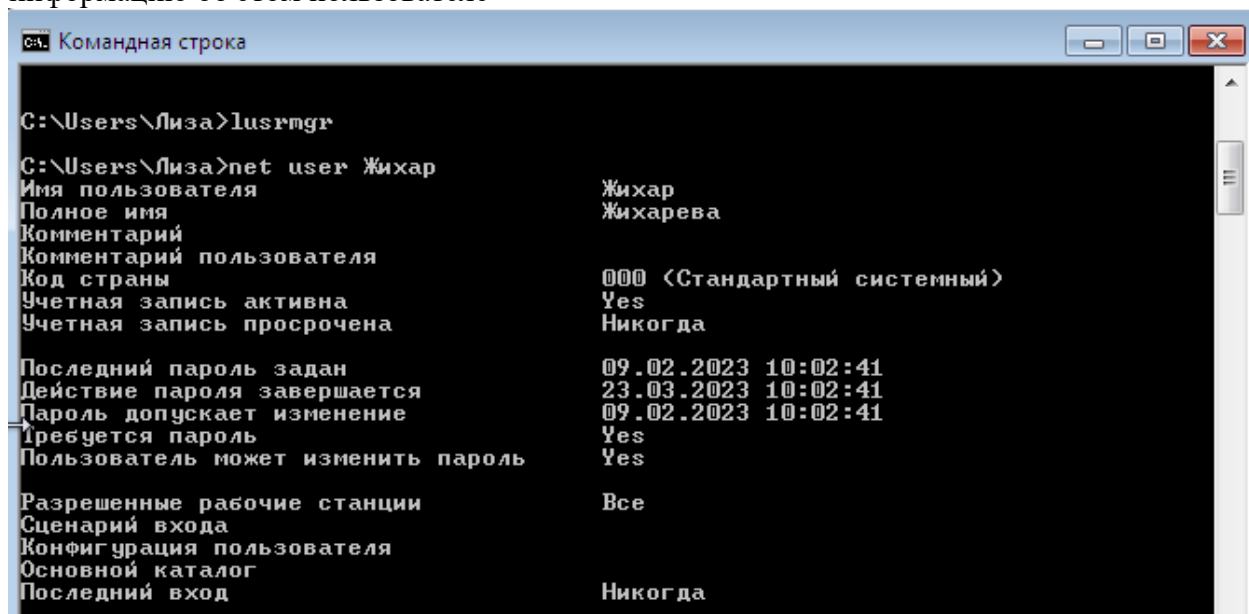 информацию об этом пользователе
Командная строка
C:\Users\Лиза>lusrmgr
C:\Users\Лиза>net user Жихар
Имя пользователя Жихар
Полное имя Жихарева
Комментарий
Комментарий пользователя
Код страны 000 (Стандартный системный)
Учетная запись активна Yes
Учетная запись просрочена Никогда
Последний пароль задан 09.02.2023 10:02:41
Действие пароля завершается 23.03.2023 10:02:41
Пароль допускает изменение 09.02.2023 10:02:41
Требуется пароль Yes
Пользователь может изменить пароль Yes
Разрешенные рабочие станции Все
Сценарий входа
Конфигурация пользователя
Основной каталог
Последний вход Никогда